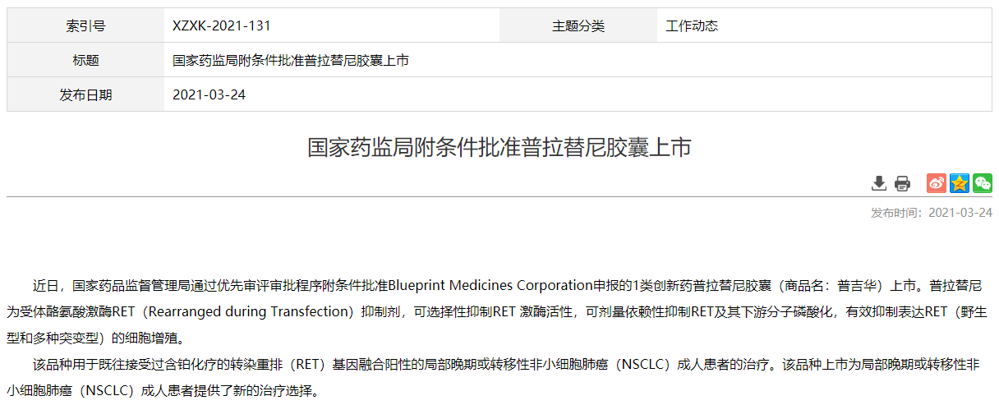 索引号 XZXK-2021-131 主题分类 工作动态
标题 国家药监局附条件批准普拉替尼胶囊上市
发布日期 2021-03-24
国家药监局附条件批准普拉替尼胶囊上市
发布时间：2021-03-24
近日，国家药品监督管理局通过优先审评审批程序附条件批准Blueprint Medicines Corporation申报的1类创新药普拉替尼胶囊（商品名：普吉华）上市。普拉替尼
为受体酪氨酸激酶RET（Rearranged during Transfection）抑制剂，可选择性抑制RET 激酶活性，可剂量依赖性抑制RET及其下游分子磷酸化，有效抑制表达RET（野生
型和多种突变型）的细胞增殖。
该品种用于既往接受过含铂化疗的转染重排（RET）基因融合阳性的局部晚期或转移性非小细胞肺癌（NSCLC）成人患者的治疗。该品种上市为局部晚期或转移性非
小细胞肺癌（NSCLC）成人患者提供了新的治疗选择。